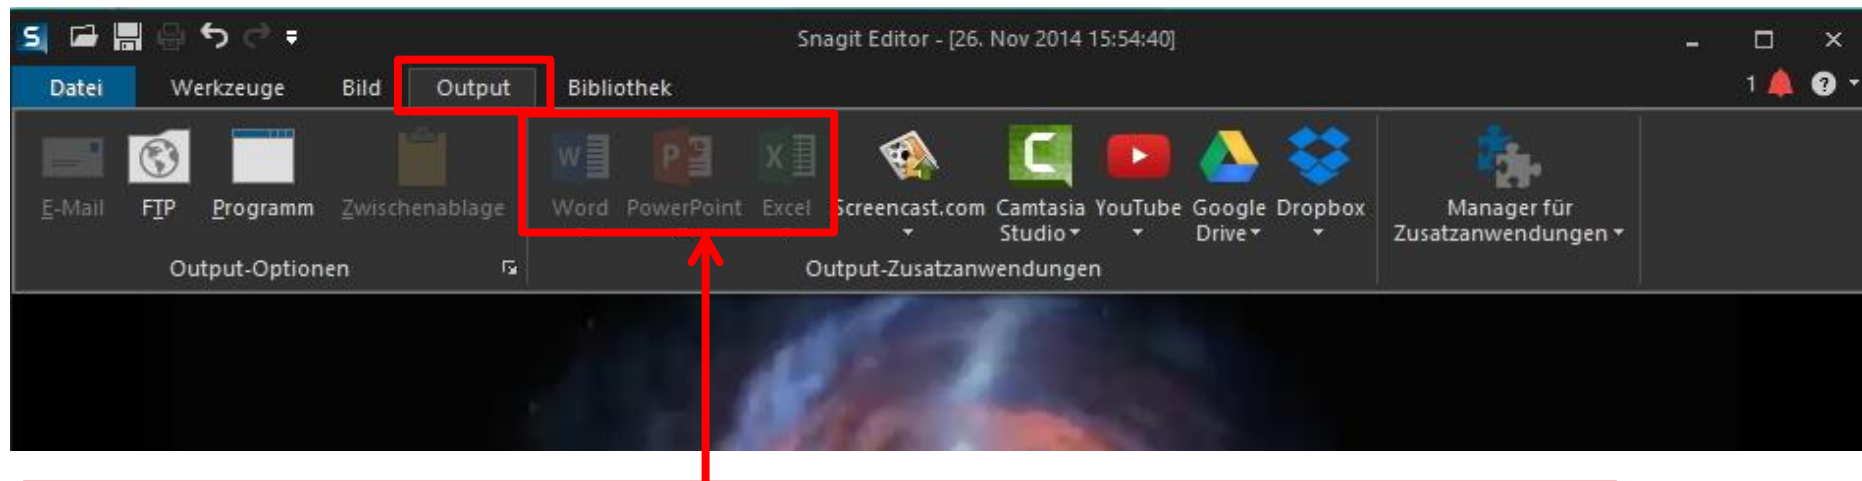 S
Snagit Editor - [26. Nov 2014 15:54:40]
Datei Werkzeuge Bild Output Bibliothek 1 ?
W P X
E-Mail FTP Programm Zwischenablage Word PowerPoint Excel Screencast.com Camtasia YouTube Google Dropbox Manager für
Studio Drive Zusatzanwendungen
Output-Optionen Output-Zusatzanwendungen